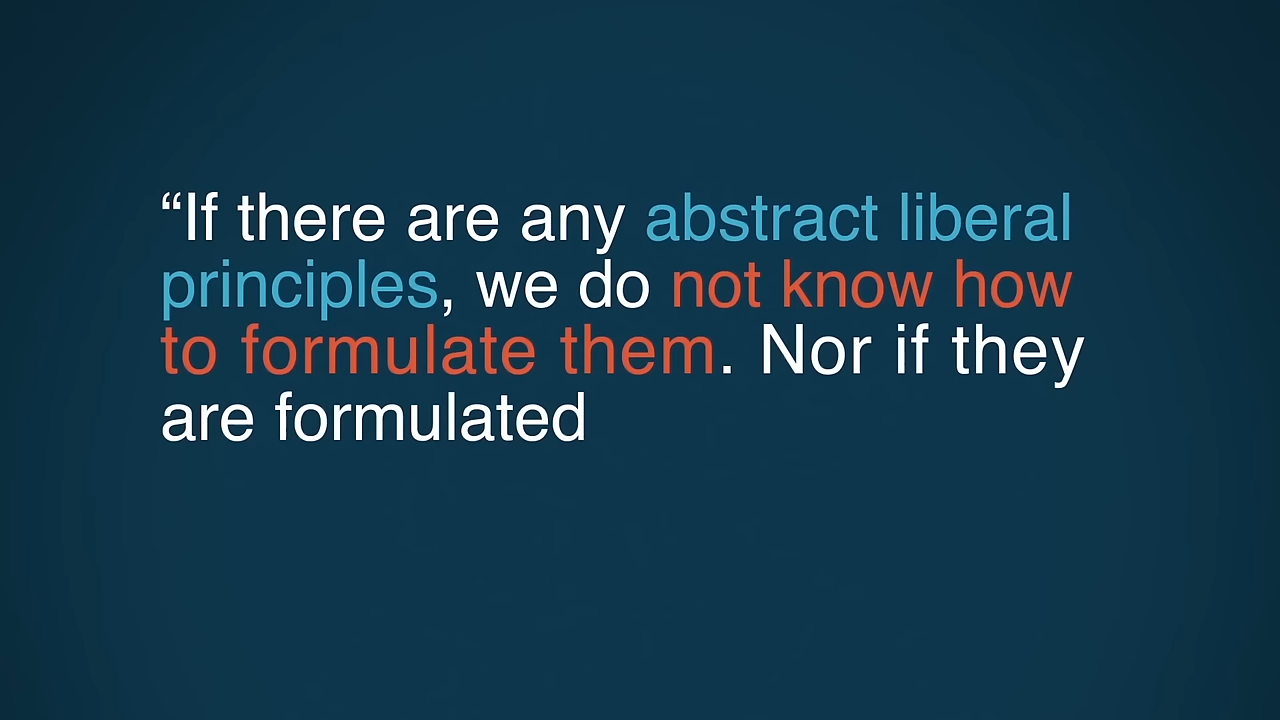 “If there are any abstract liberal
principles, we do not know how
to formulate them. Nor if they
are formulated